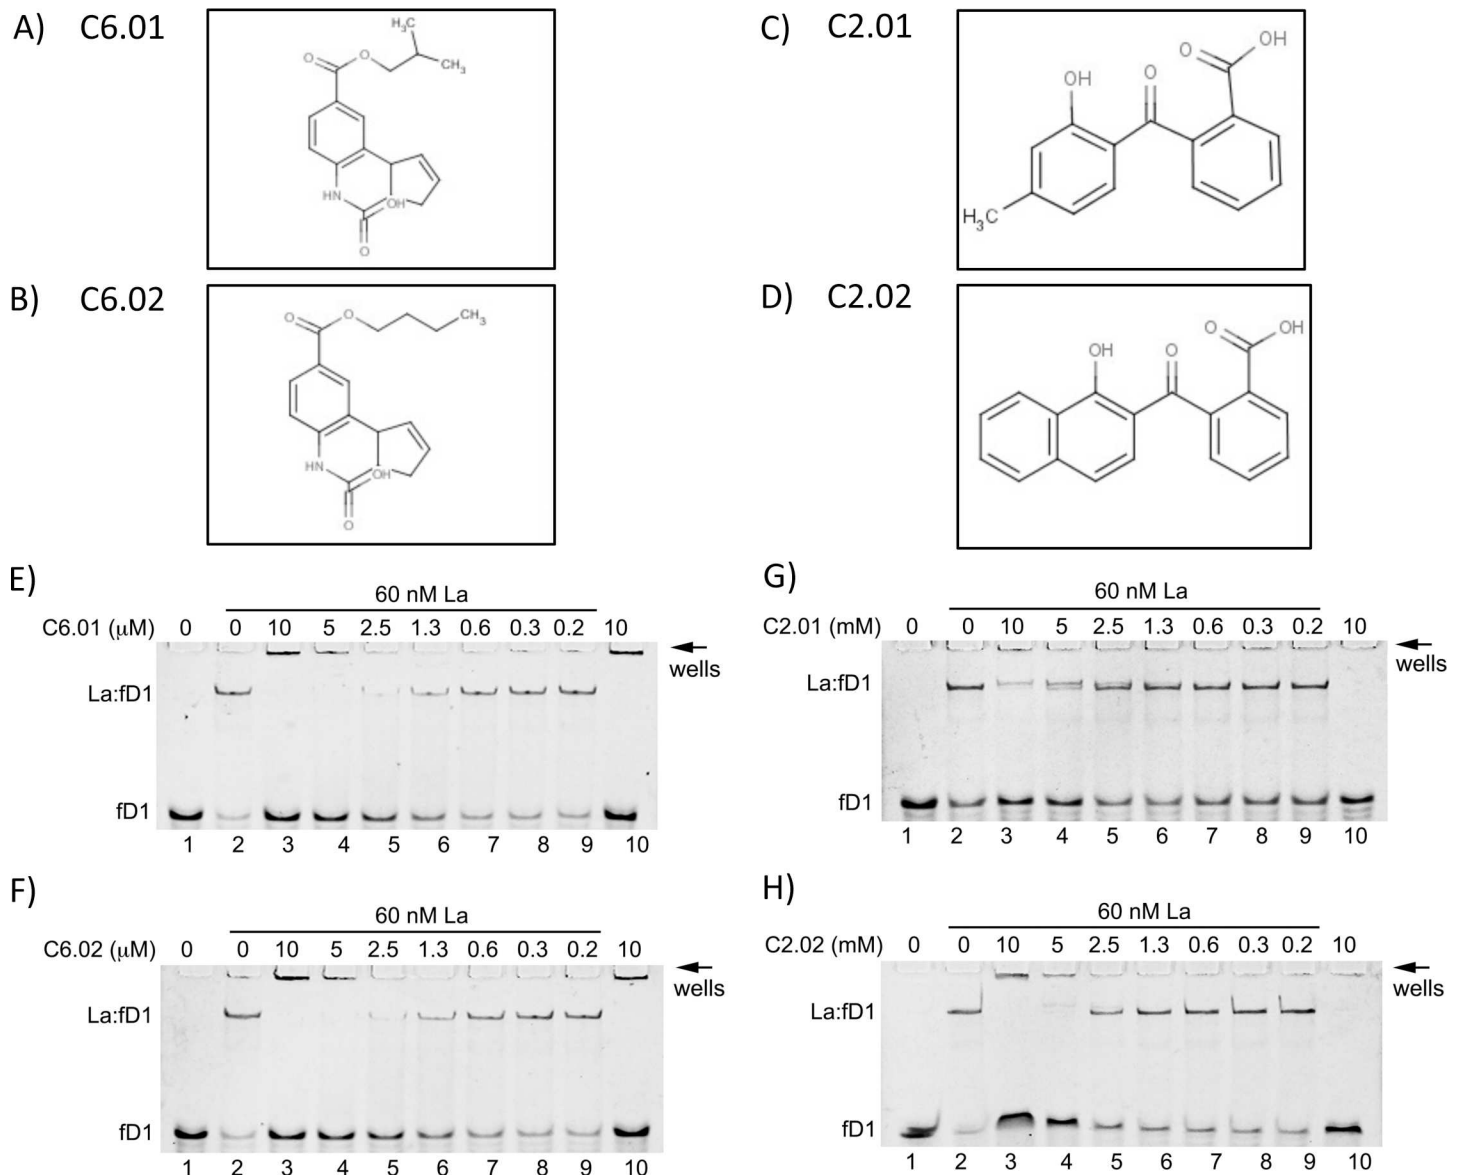 A) C6.01
H₃C
CH₃
O
O
HN
OH
O
C) C2.01
OH
O
O
OH
H₃C
B) C6.02
O
O
CH₃
HN
OH
O
D) C2.02
O
OH
OH
O
E)
60 nM La
C6.01 (µM) 0 0 10 5 2.5 1.3 0.6 0.3 0.2 10
wells
La:fD1
fD1
1 2 3 4 5 6 7 8 9 10
G)
60 nM La
C2.01 (mM) 0 0 10 5 2.5 1.3 0.6 0.3 0.2 10
wells
La:fD1
fD1
1 2 3 4 5 6 7 8 9 10
F)
60 nM La
C6.02 (µM) 0 0 10 5 2.5 1.3 0.6 0.3 0.2 10
wells
La:fD1
fD1
1 2 3 4 5 6 7 8 9 10
H)
60 nM La
C2.02 (mM) 0 0 10 5 2.5 1.3 0.6 0.3 0.2 10
wells
La:fD1
fD1
1 2 3 4 5 6 7 8 9 10